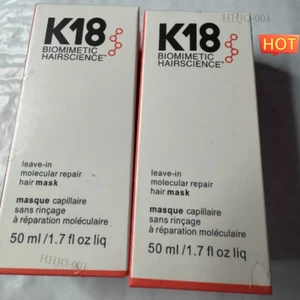 HHJO-001
HOT
K18
BIOMIMETIC
HAIRSCIENCE
leave-in
molecular repair
hair mask
masque capillaire
sans rinçage
à réparation moléculaire
50 ml /1.7 fl oz liq
HHJO-001
K18
BIOMIMETIC
HAIRSCIENCE
leave-in
molecular repair
hair mask
masque capillaire
sans rinçage
à réparation moléculaire
50 ml /1.7 fl oz liq